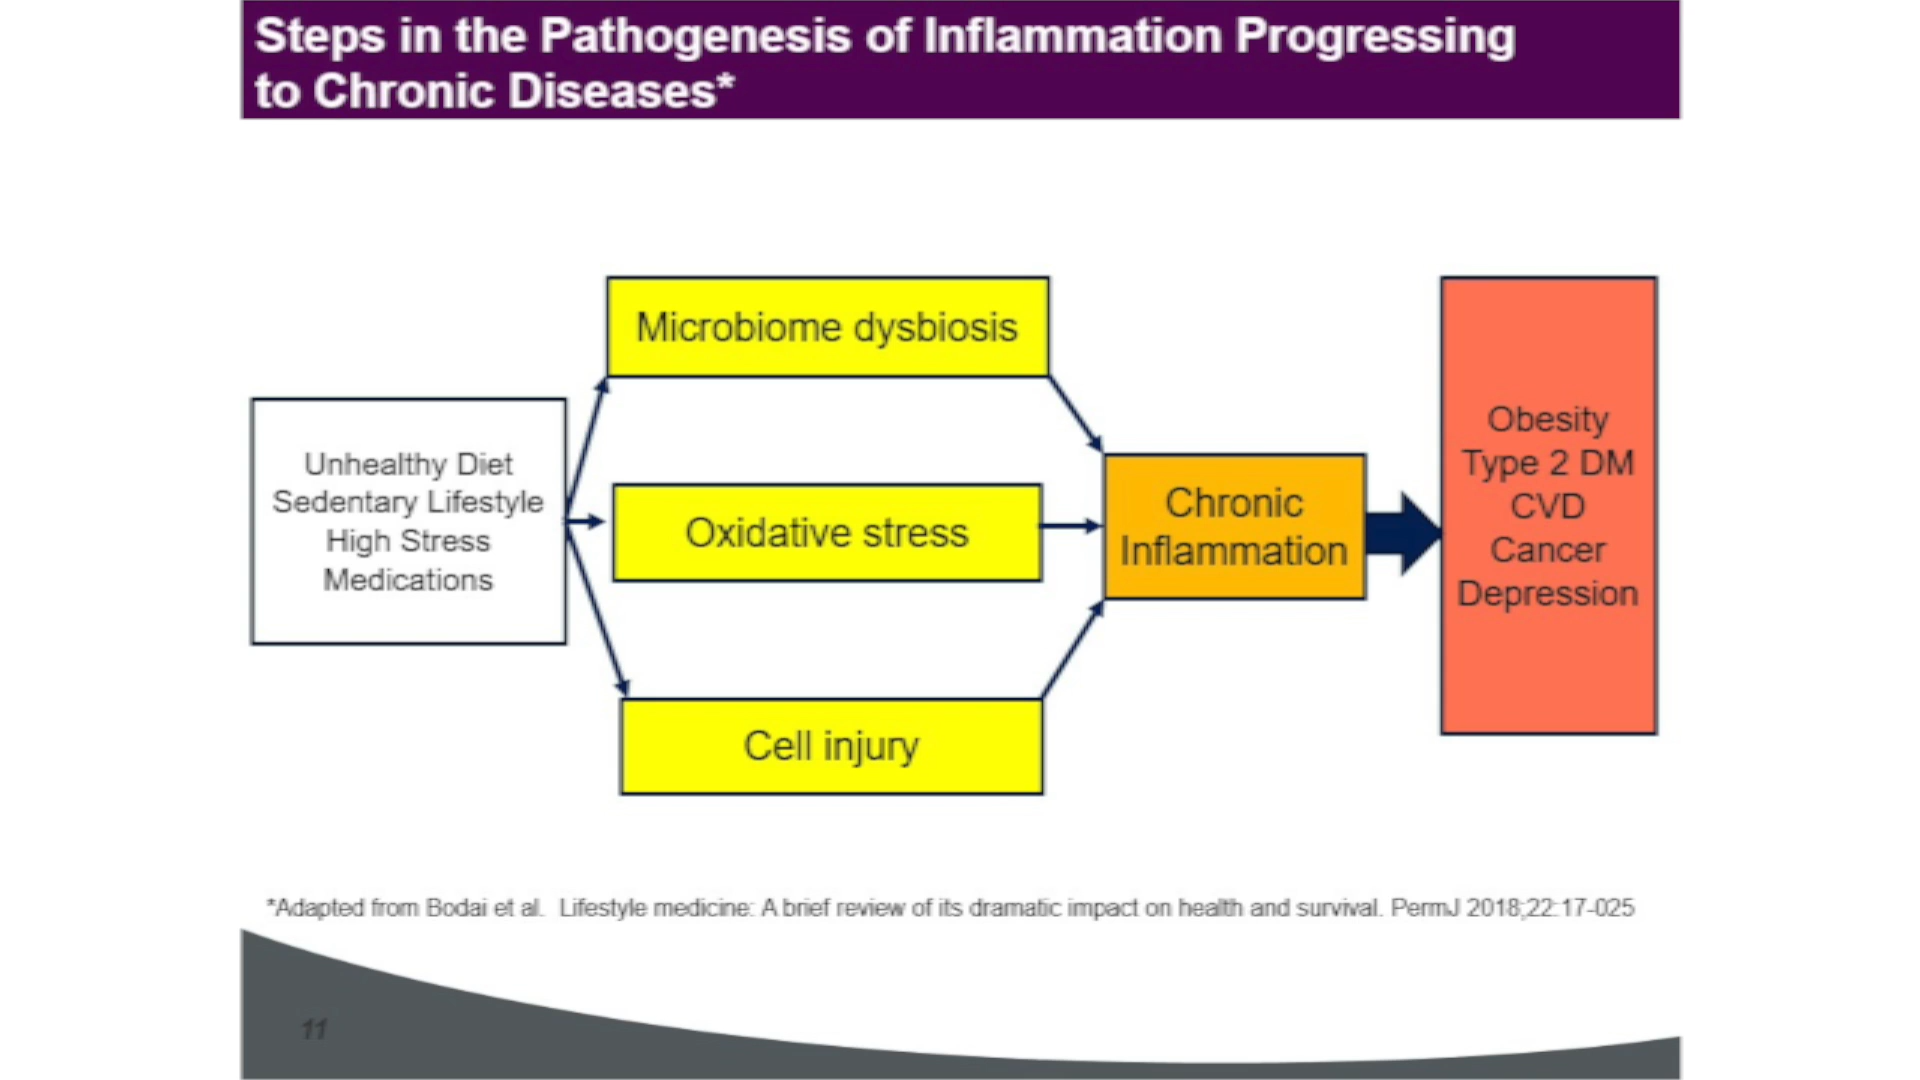 Steps in the Pathogenesis of Inflammation Progressing
to Chronic Diseases*
Microbiome dysbiosis
Unhealthy Diet
Sedentary Lifestyle
High Stress
Medications
Oxidative stress
Cell injury
Chronic
Inflammation
Obesity
Type 2 DM
CVD
Cancer
Depression
*Adapted from Bodai et al.  Lifestyle medicine: A brief review of its dramatic impact on health and survival. PermJ 2018;22:17-025
11